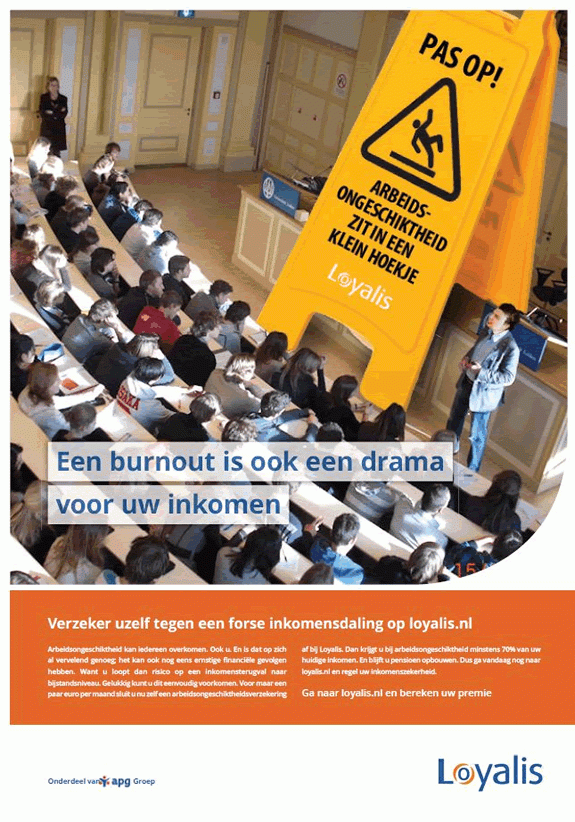 PAS OP!
ARBEIDS-
ONGESCHIKTHEID
ZIT IN EEN
KLEIN HOEKJE
Loyalis
Een burnout is ook een drama
voor uw inkomen
Verzeker uzelf tegen een forse inkomensdaling op loyalis.nl
Arbeidsongeschiktheid kan iedereen overkomen. Ook u. En is dat op zich
al vervelend genoeg; het kan ook nog eens ernstige financiële gevolgen
hebben. Want u loopt dan risico op een inkomensterugval naar
bijstandsniveau. Gelukkig kunt u dit eenvoudig voorkomen. Voor maar een
paar euro per maand sluit u nu zelf een arbeidsongeschiktheidsverzekering
af bij Loyalis. Dan krijgt u bij arbeidsongeschiktheid minstens 70% van uw
huidige inkomen. En blijft u pensioen opbouwen. Dus ga vandaag nog naar
loyalis.nl en regel uw inkomenszekerheid.
Ga naar loyalis.nl en bereken uw premie
Onderdeel van apg Groep
Loyalis